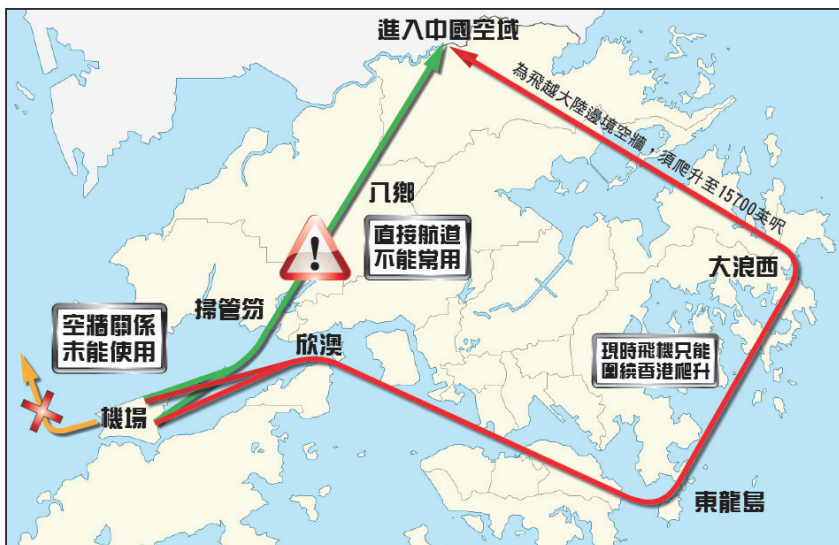 進入中國空域
為飛越大陸邊境空牆，須爬升至15700英呎
八鄉
直接航道
不能常用
大浪西
掃管笏
空牆關係
未能使用
欣澳
現時飛機只能
圍繞香港爬升
機場
東龍島